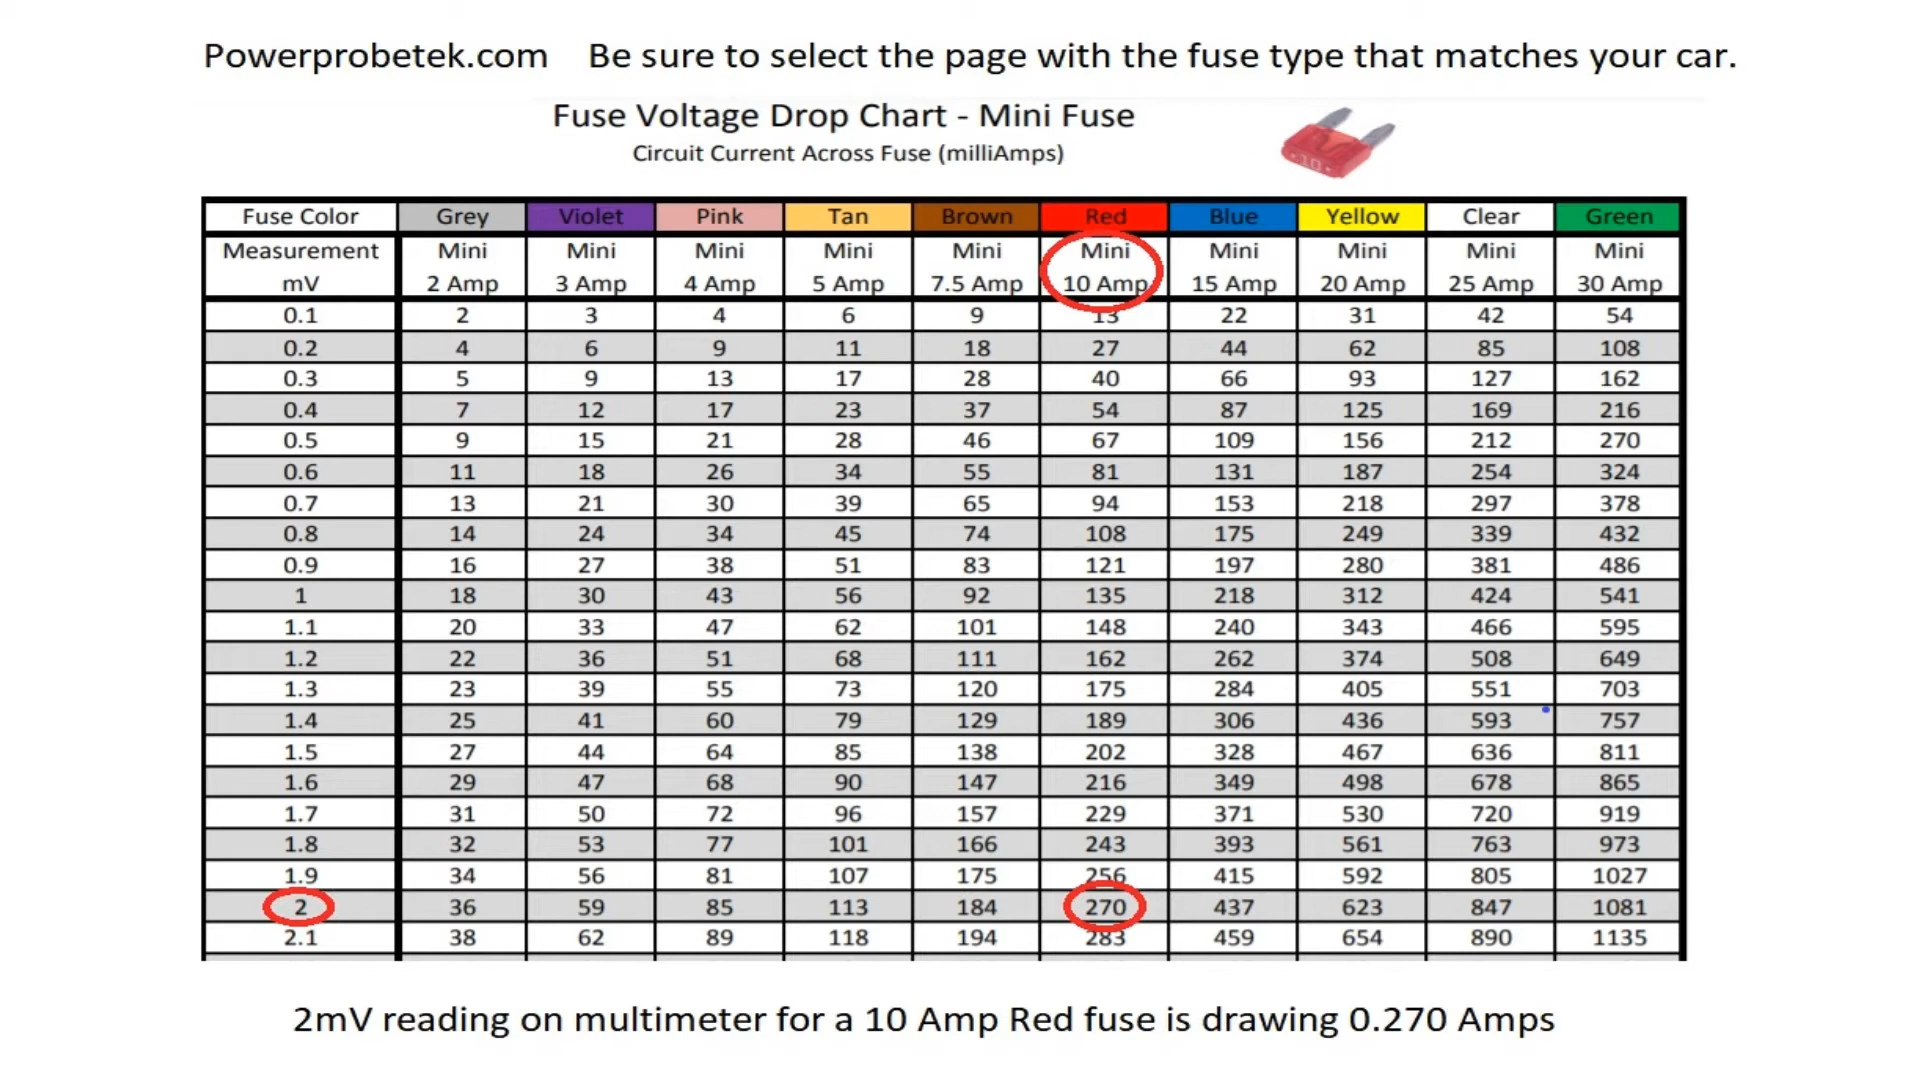 Powerprobetek.com Be sure to select the page with the fuse type that matches your car.
Fuse Voltage Drop Chart - Mini Fuse
Circuit Current Across Fuse (milliAmps)
10
Fuse Color Grey Violet Pink Tan Brown Red Blue Yellow Clear Green
Measurement Mini Mini Mini Mini Mini Mini Mini Mini Mini Mini
mV 2 Amp 3 Amp 4 Amp 5 Amp 7.5 Amp 10 Amp 15 Amp 20 Amp 25 Amp 30 Amp
0.1 2 3 4 6 9 13 22 31 42 54
0.2 4 6 9 11 18 27 44 62 85 108
0.3 5 9 13 17 28 40 66 93 127 162
0.4 7 12 17 23 37 54 87 125 169 216
0.5 9 15 21 28 46 67 109 156 212 270
0.6 11 18 26 34 55 81 131 187 254 324
0.7 13 21 30 39 65 94 153 218 297 378
0.8 14 24 34 45 74 108 175 249 339 432
0.9 16 27 38 51 83 121 197 280 381 486
1 18 30 43 56 92 135 218 312 424 541
1.1 20 33 47 62 101 148 240 343 466 595
1.2 22 36 51 68 111 162 262 374 508 649
1.3 23 39 55 73 120 175 284 405 551 703
1.4 25 41 60 79 129 189 306 436 593 757
1.5 27 44 64 85 138 202 328 467 636 811
1.6 29 47 68 90 147 216 349 498 678 865
1.7 31 50 72 96 157 229 371 530 720 919
1.8 32 53 77 101 166 243 393 561 763 973
1.9 34 56 81 107 175 256 415 592 805 1027
2 36 59 85 113 184 270 437 623 847 1081
2.1 38 62 89 118 194 283 459 654 890 1135
2mV reading on multimeter for a 10 Amp Red fuse is drawing 0.270 Amps